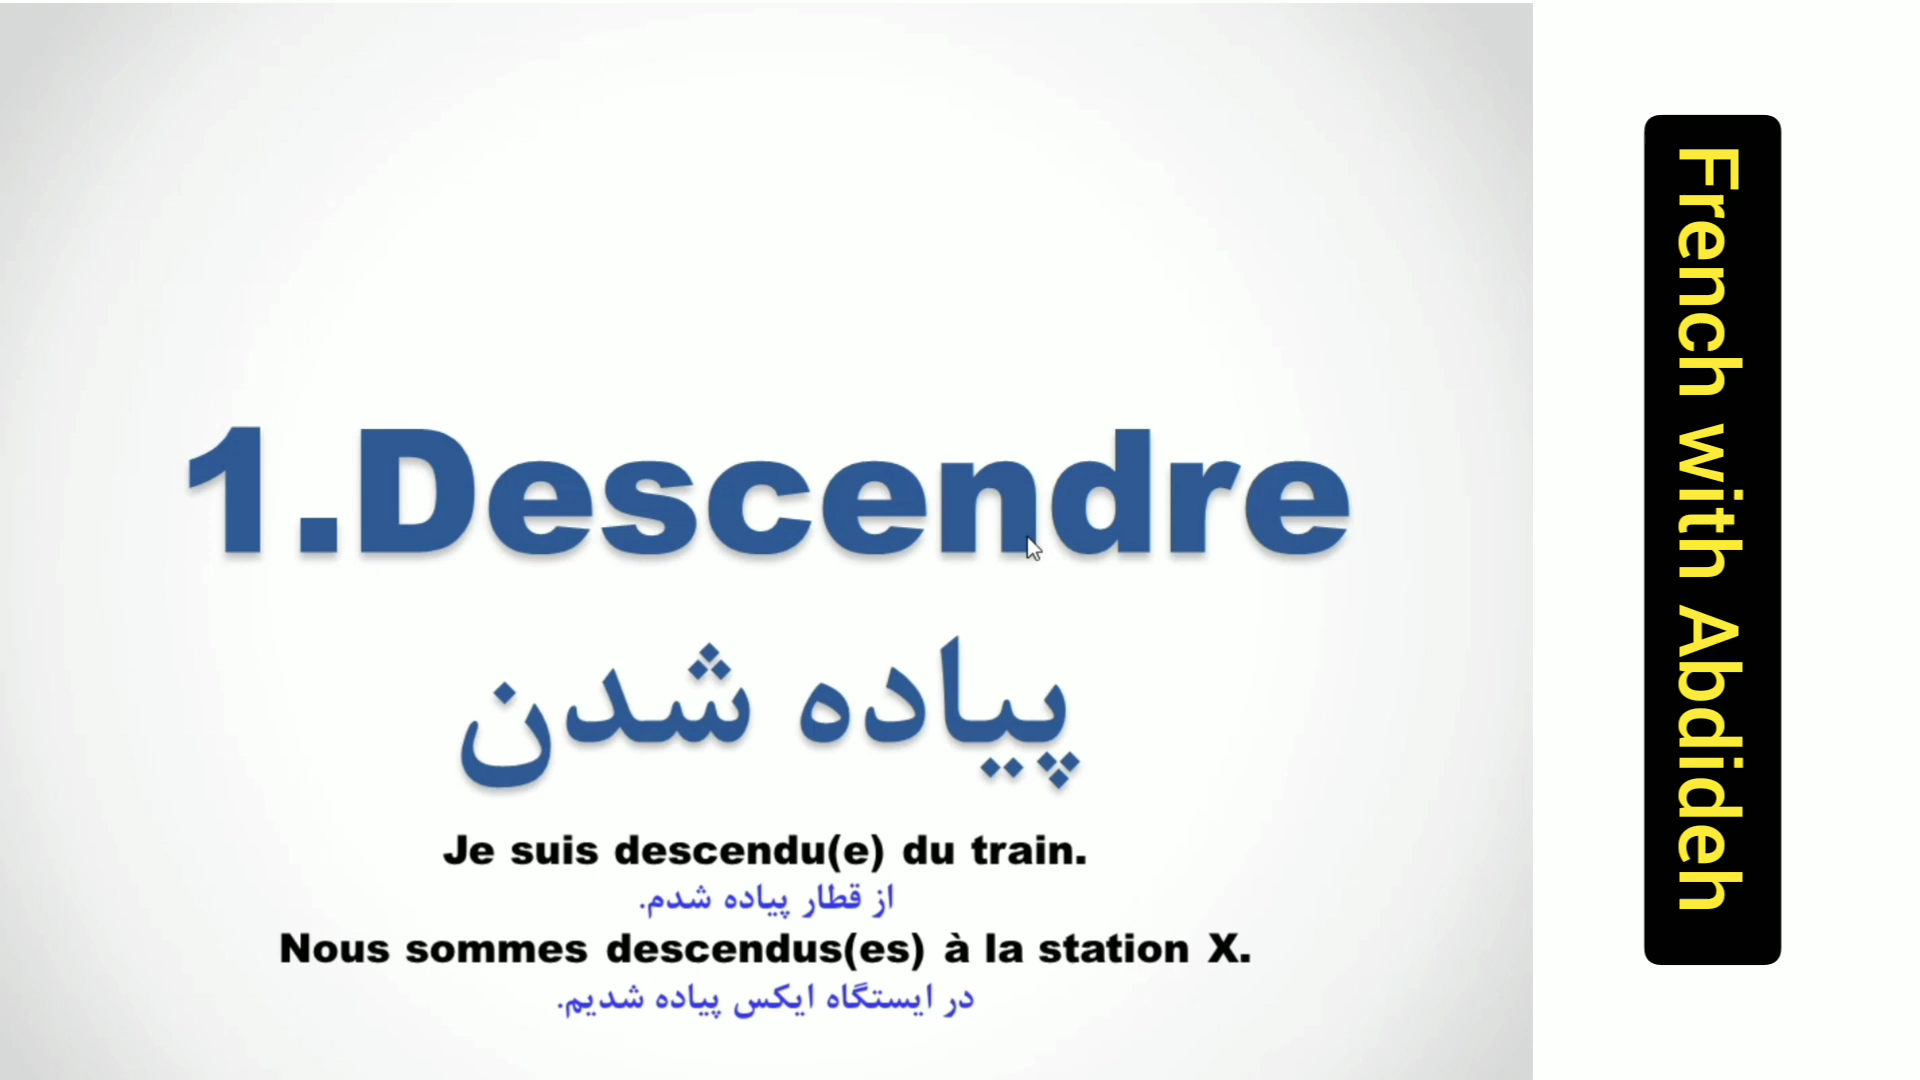 1.Descendre
پیاده شدن
Je suis descendu(e) du train.
از قطار پیاده شدم.
Nous sommes descendus(es) à la station X.
در ایستگاه ایکس پیاده شدیم.
French with Abdideh